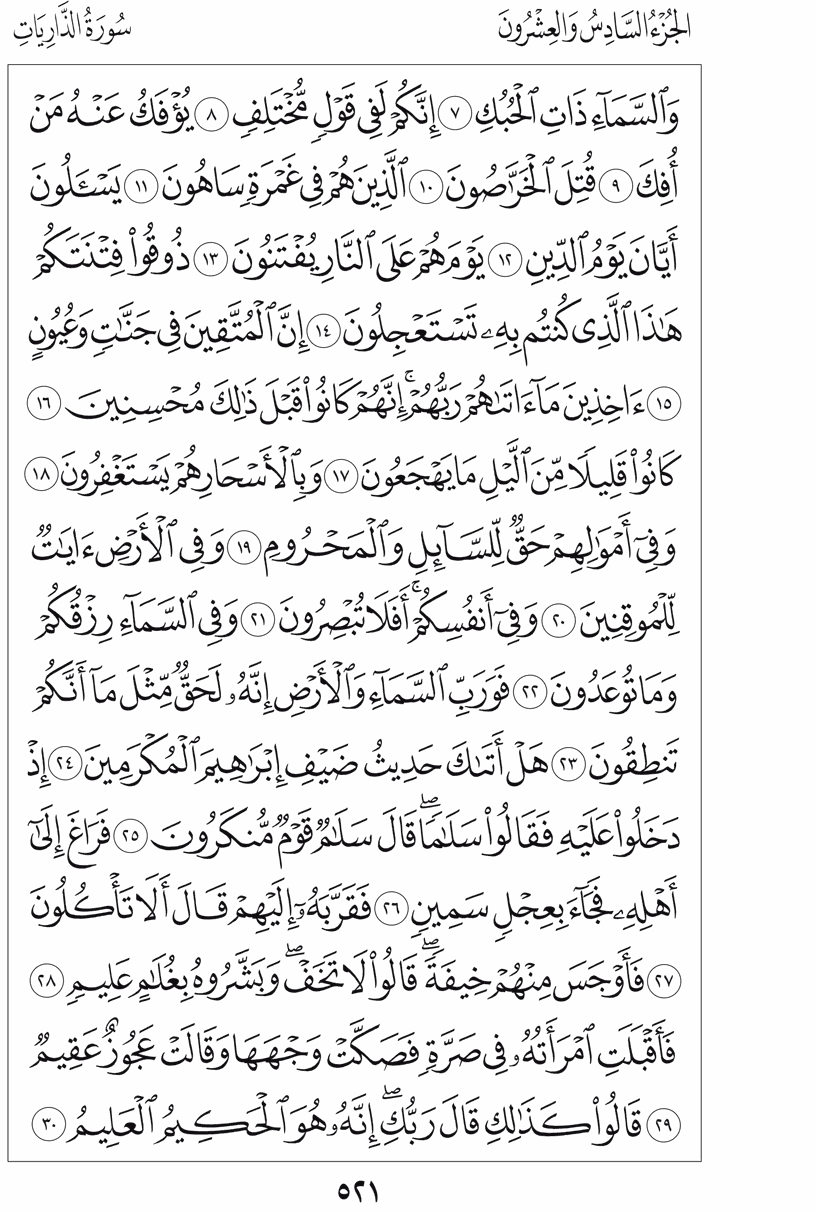 الجُزْءُ السَّادِسُ وَالعِشْرُونَ
سُورَةُ الذَّارِيَاتِ
وَٱلسَّمَآءِ ذَاتِ ٱلۡحُبُكِ ٧ إِنَّكُمۡ لَفِى قَوۡلٍ مُّخۡتَلِفٍ ٨ يُؤۡفَكُ عَنۡهُ مَنۡ
أُفِكَ ٩ قُتِلَ ٱلۡخَرَّٰصُونَ ١٠ ٱلَّذِينَ هُمۡ فِى غَمۡرَةٍ سَاهُونَ ١١ يَسۡـَٔلُونَ
أَيَّانَ يَوۡمُ ٱلدِّينِ ١٢ يَوۡمَ هُمۡ عَلَى ٱلنَّارِ يُفۡتَنُونَ ١٣ ذُوقُوا۟ فِتۡنَتَكُمۡ
هَٰذَا ٱلَّذِى كُنتُم بِهِۦ تَسۡتَعۡجِلُونَ ١٤ إِنَّ ٱلۡمُتَّقِينَ فِى جَنَّٰتٍ وَعُيُونٍ
١٥ ءَاخِذِينَ مَآ ءَاتَىٰهُمۡ رَبُّهُمۡۚ إِنَّهُمۡ كَانُوا۟ قَبۡلَ ذَٰلِكَ مُحۡسِنِينَ ١٦
كَانُوا۟ قَلِيلًا مِّنَ ٱلَّيۡلِ مَا يَهۡجَعُونَ ١٧ وَبِٱلۡأَسۡحَارِ هُمۡ يَسۡتَغۡفِرُونَ ١٨
وَفِىٓ أَمۡوَٰلِهِمۡ حَقٌّ لِّلسَّآئِلِ وَٱلۡمَحۡرُومِ ١٩ وَفِى ٱلۡأَرۡضِ ءَايَٰتٌ
لِّلۡمُوقِنِينَ ٢٠ وَفِىٓ أَنفُسِكُمۡۚ أَفَلَا تُبۡصِرُونَ ٢١ وَفِى ٱلسَّمَآءِ رِزۡقُكُمۡ
وَمَا تُوعَدُونَ ٢٢ فَوَرَبِّ ٱلسَّمَآءِ وَٱلۡأَرۡضِ إِنَّهُۥ لَحَقٌّ مِّثۡلَ مَآ أَنَّكُمۡ
تَنطِقُونَ ٢٣ هَلۡ أَتَىٰكَ حَدِيثُ ضَيۡفِ إِبۡرَٰهِيمَ ٱلۡمُكۡرَمِينَ ٢٤ إِذۡ
دَخَلُوا۟ عَلَيۡهِ فَقَالُوا۟ سَلَٰمًاۖ قَالَ سَلَٰمٌ قَوۡمٌ مُّنكَرُونَ ٢٥ فَرَاغَ إِلَىٰٓ
أَهۡلِهِۦ فَجَآءَ بِعِجۡلٍ سَمِينٍ ٢٦ فَقَرَّبَهُۥٓ إِلَيۡهِمۡ قَالَ أَلَا تَأۡكُلُونَ
٢٧ فَأَوۡجَسَ مِنۡهُمۡ خِيفَةًۖ قَالُوا۟ لَا تَخَفۡۖ وَبَشَّرُوهُ بِغُلَٰمٍ عَلِيمٍ ٢٨
فَأَقۡبَلَتِ ٱمۡرَأَتُهُۥ فِى صَرَّةٍ فَصَكَّتۡ وَجۡهَهَا وَقَالَتۡ عَجُوزٌ عَقِيمٌ
٢٩ قَالُوا۟ كَذَٰلِكِ قَالَ رَبُّكِۖ إِنَّهُۥ هُوَ ٱلۡحَكِيمُ ٱلۡعَلِيمُ ٣٠
٥٢١